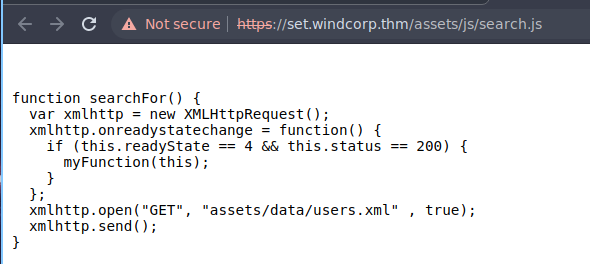 Not secure https://set.windcorp.thm/assets/js/search.js
function searchFor() {
  var xmlhttp = new XMLHttpRequest();
  xmlhttp.onreadystatechange = function() {
    if (this.readyState == 4 && this.status == 200) {
      myFunction(this);
    }
  };
  xmlhttp.open("GET", "assets/data/users.xml" , true);
  xmlhttp.send();
}